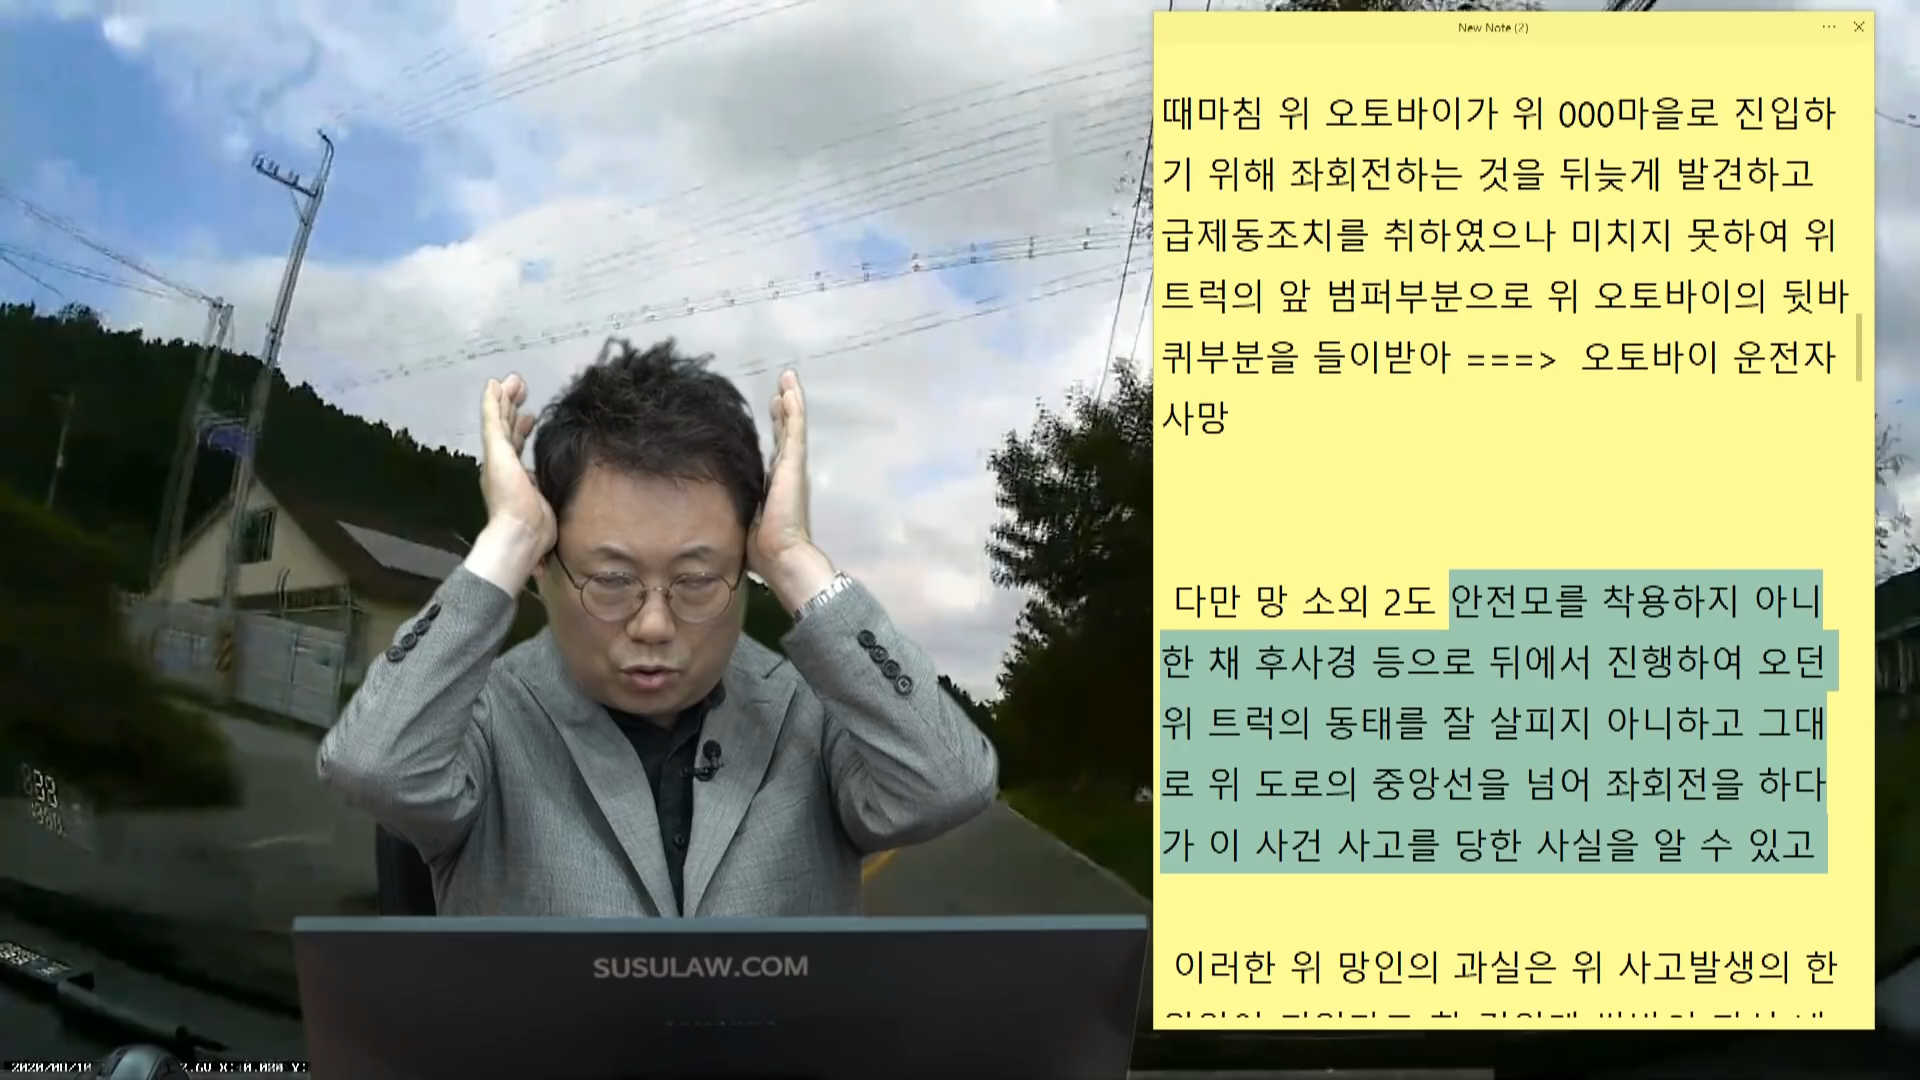 New Note (2)
때마침 위 오토바이가 위 000마을로 진입하
기 위해 좌회전하는 것을 뒤늦게 발견하고
급제동조치를 취하였으나 미치지 못하여 위
트럭의 앞 범퍼부분으로 위 오토바이의 뒷바
퀴부분을 들이받아 ===> 오토바이 운전자
사망
다만 망 소외 2도 안전모를 착용하지 아니
한 채 후사경 등으로 뒤에서 진행하여 오던
위 트럭의 동태를 잘 살피지 아니하고 그대
로 위 도로의 중앙선을 넘어 좌회전을 하다
가 이 사건 사고를 당한 사실을 알 수 있고
이러한 위 망인의 과실은 위 사고발생의 한
SUSULAW.COM